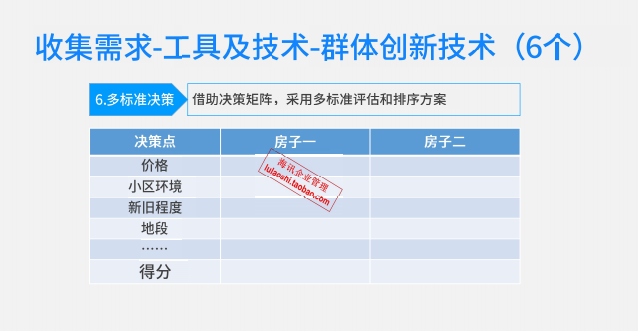 收集需求-工具及技术-群体创新技术（6个）
6.多标准决策 借助决策矩阵，采用多标准评估和排序方案
决策点 房子一 房子二
价格
小区环境
新旧程度
地段
……
得分
海讯企业管理
lulaoshi.taobao.com